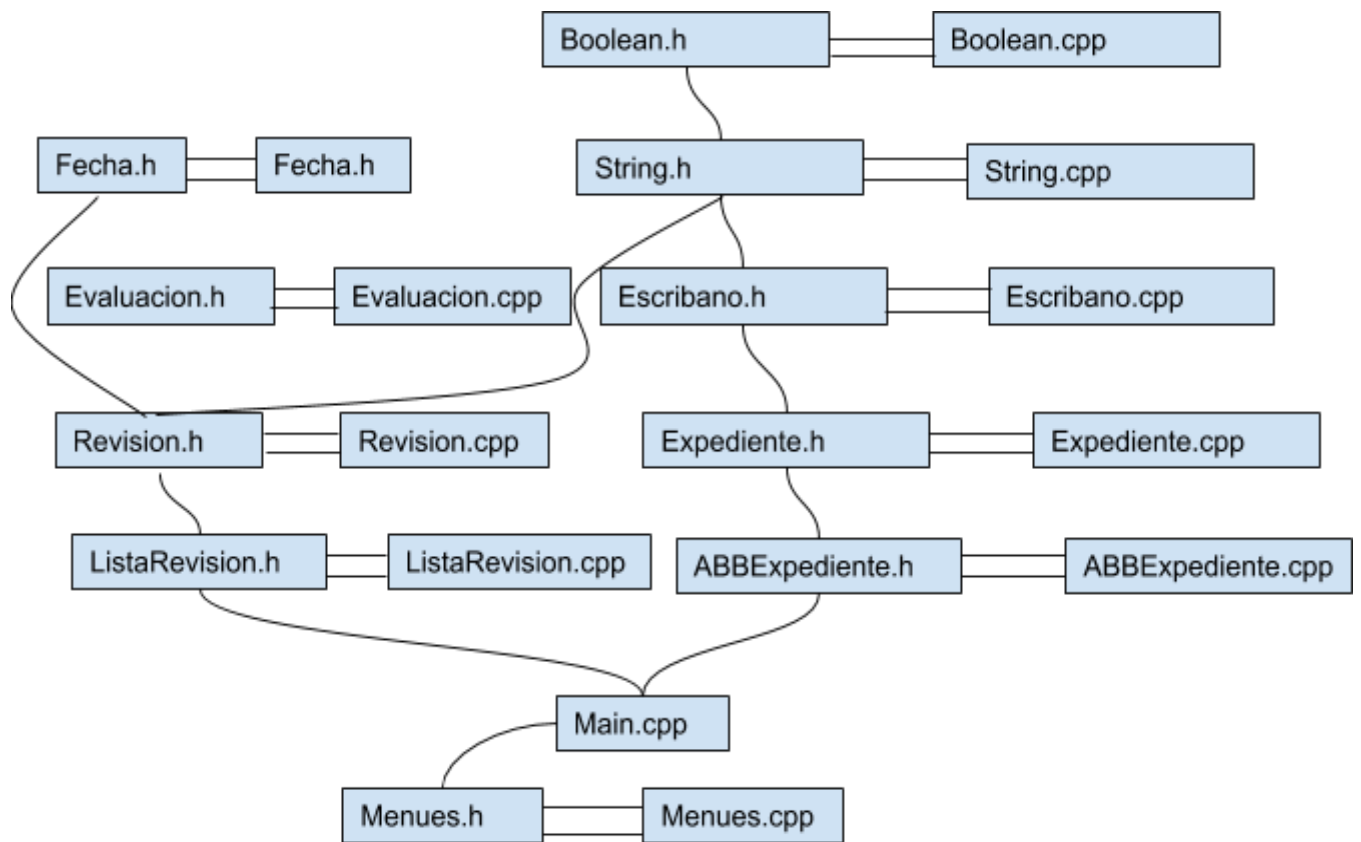 Boolean.h
Boolean.cpp
Fecha.h
Fecha.h
String.h
String.cpp
Evaluacion.h
Evaluacion.cpp
Escribano.h
Escribano.cpp
Revision.h
Revision.cpp
Expediente.h
Expediente.cpp
ListaRevision.h
ListaRevision.cpp
ABBExpediente.h
ABBExpediente.cpp
Main.cpp
Menues.h
Menues.cpp